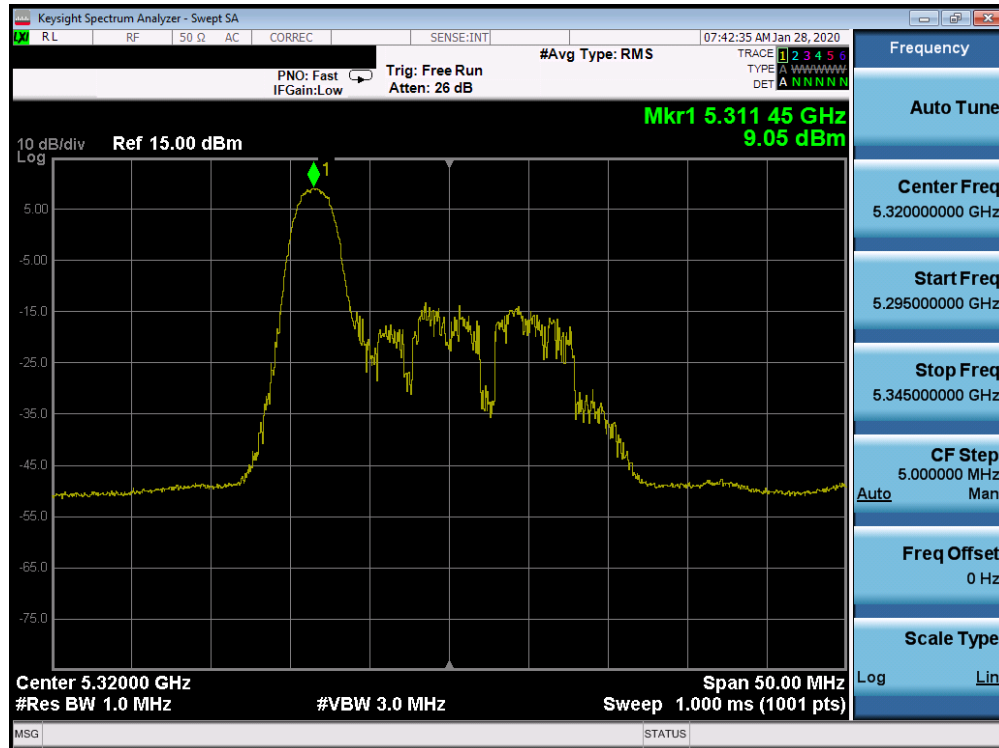 Keysight Spectrum Analyzer - Swept SA
LXI RL RF 50 Ω AC CORREC SENSE:INT 07:42:35 AM Jan 28, 2020
#Avg Type: RMS
TRACE 1 2 3 4 5 6
TYPE A WWWWW
DET A N N N N N
PNO: Fast
IFGain:Low
Trig: Free Run
Atten: 26 dB
Mkr1 5.311 45 GHz
9.05 dBm
10 dB/div Ref 15.00 dBm
Log
1
5.00
-5.00
-15.0
-25.0
-35.0
-45.0
-55.0
-65.0
-75.0
Center 5.32000 GHz
Span 50.00 MHz
#Res BW 1.0 MHz
#VBW 3.0 MHz
Sweep 1.000 ms (1001 pts)
MSG
STATUS
Frequency
Auto Tune
Center Freq
5.320000000 GHz
Start Freq
5.295000000 GHz
Stop Freq
5.345000000 GHz
CF Step
5.000000 MHz
Auto Man
Freq Offset
0 Hz
Scale Type
Log Lin